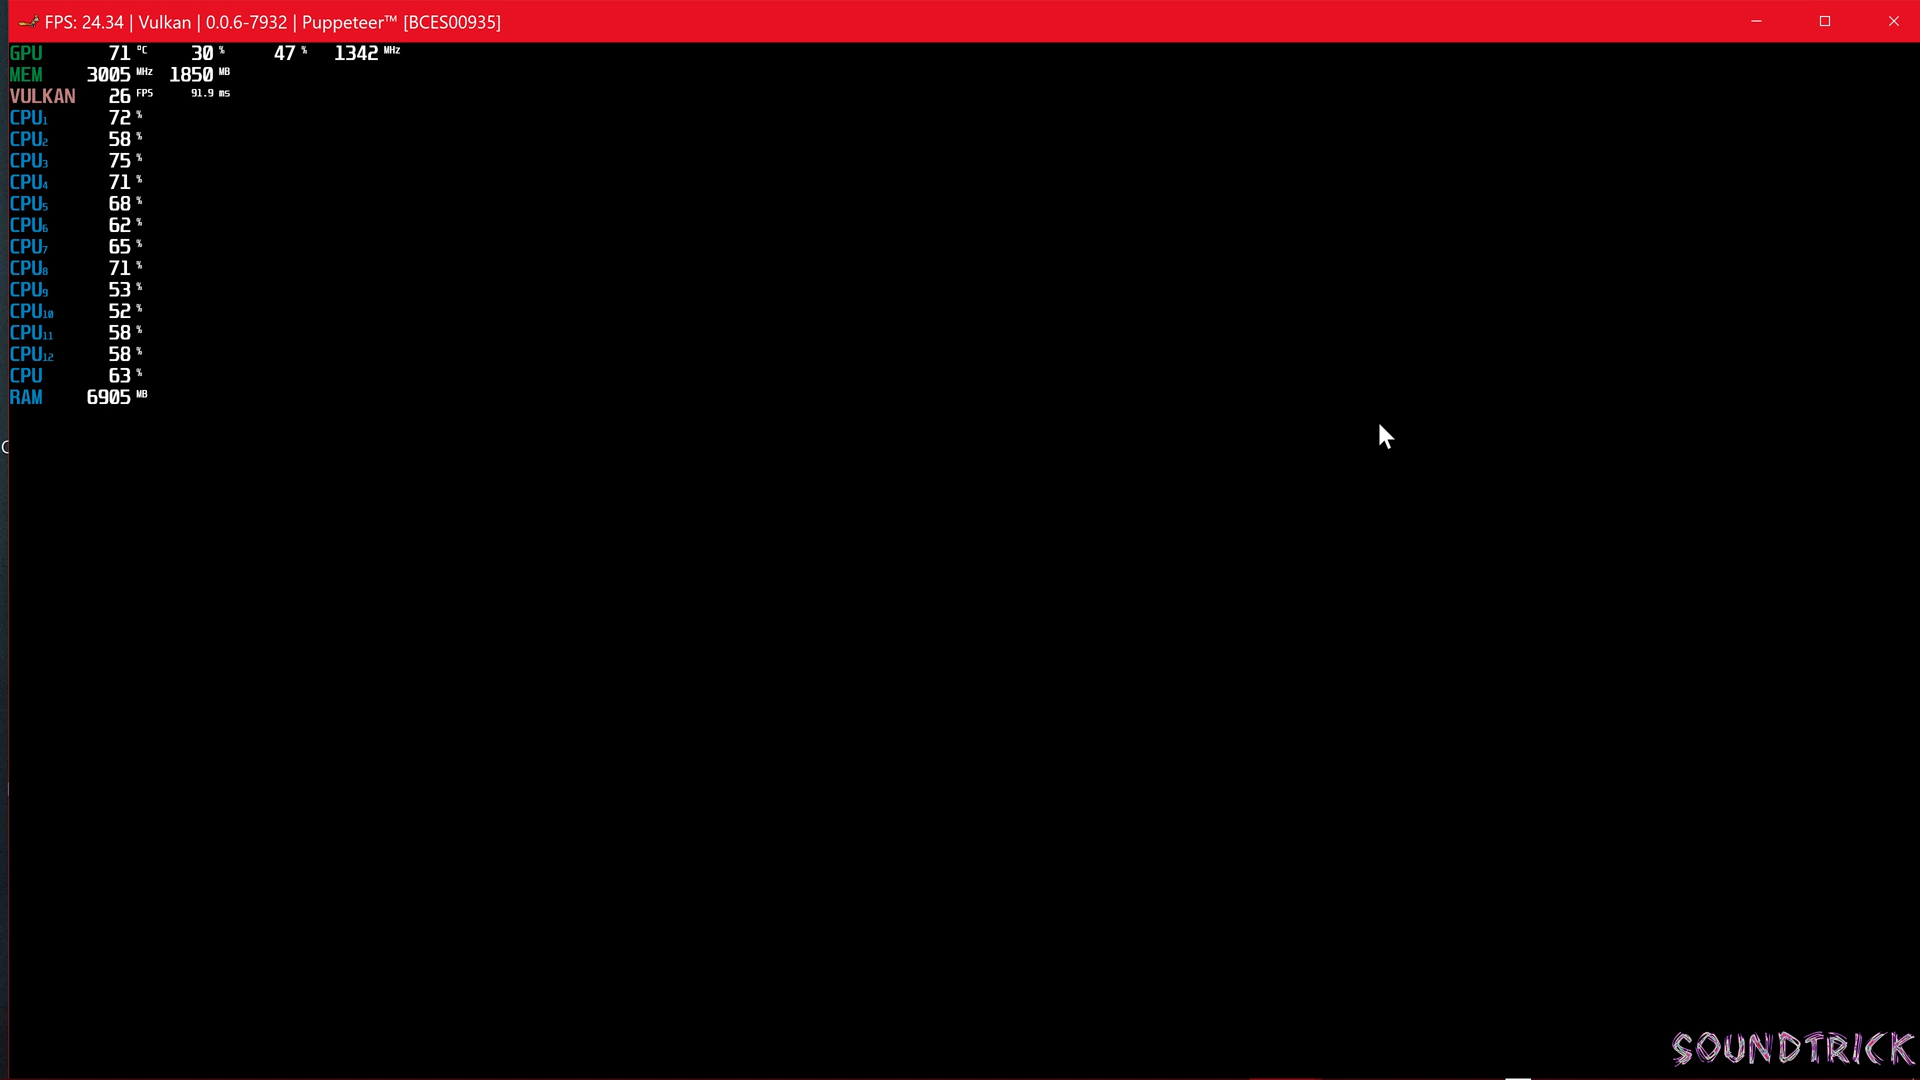 FPS: 24.34 | Vulkan | 0.0.6-7932 | Puppeteer™ [BCES00935]
GPU 71 °C 30 % 47 % 1342 MHz
MEM 3005 MHz 1850 MB
VULKAN 26 FPS 91.9 ms
CPU1 72 %
CPU2 58 %
CPU3 75 %
CPU4 71 %
CPU5 68 %
CPU6 62 %
CPU7 65 %
CPU8 71 %
CPU9 53 %
CPU10 52 %
CPU11 58 %
CPU12 58 %
CPU 63 %
RAM 6905 MB
SOUNDTRICK